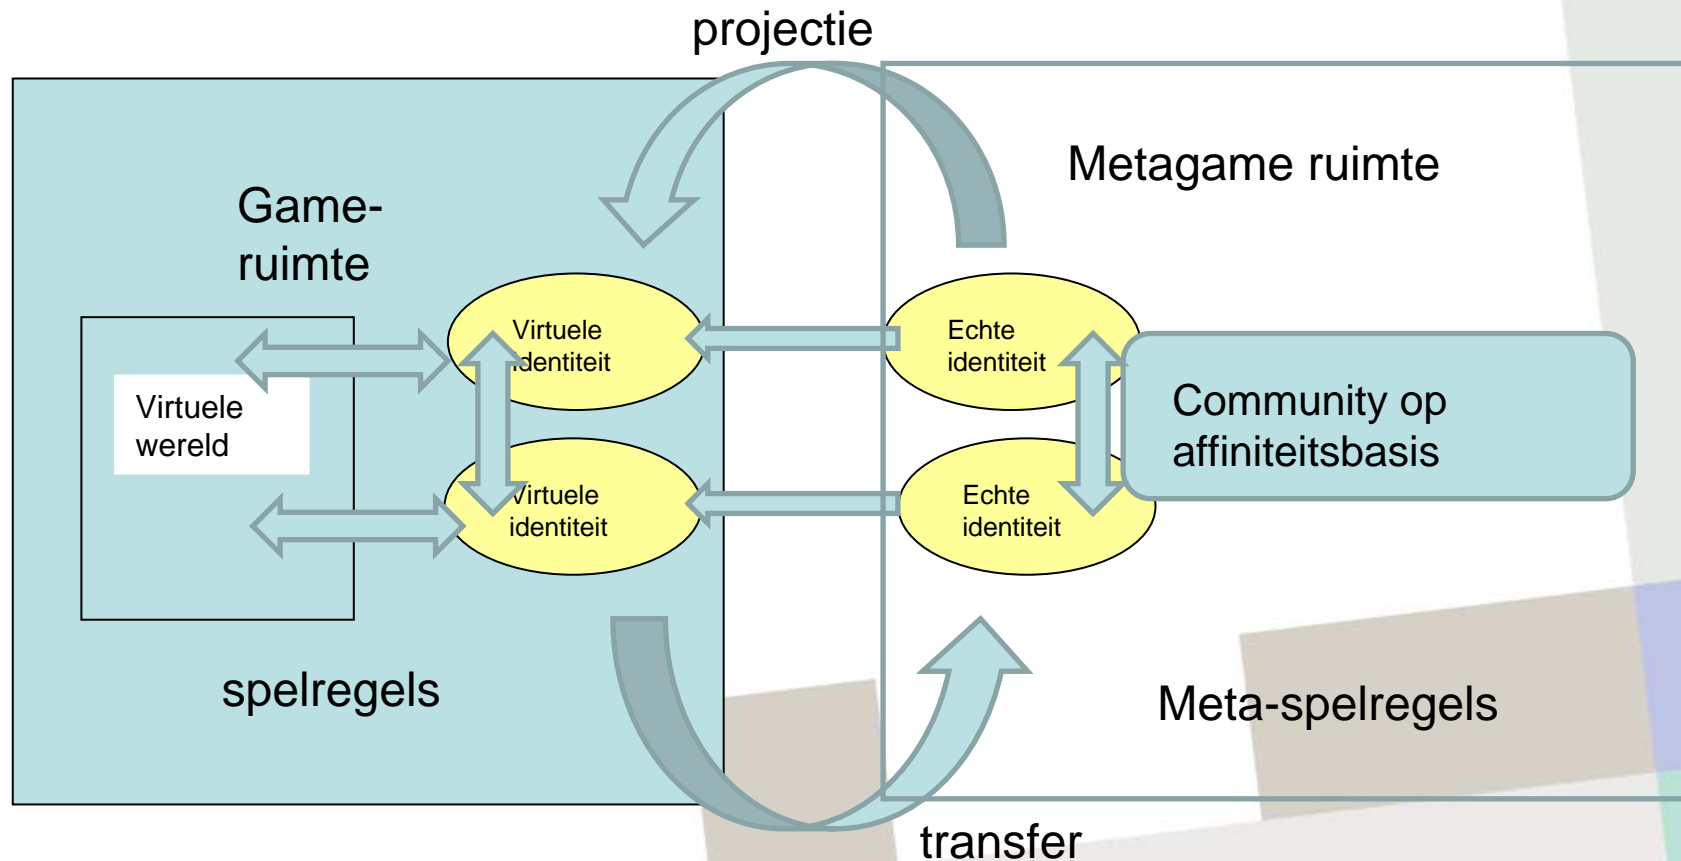 projectie
Metagame ruimte
Game-
ruimte
Virtuele
identiteit
Echte
identiteit
Virtuele
wereld
Community op
affiniteitsbasis
Virtuele
identiteit
Echte
identiteit
spelregels
Meta-spelregels
transfer